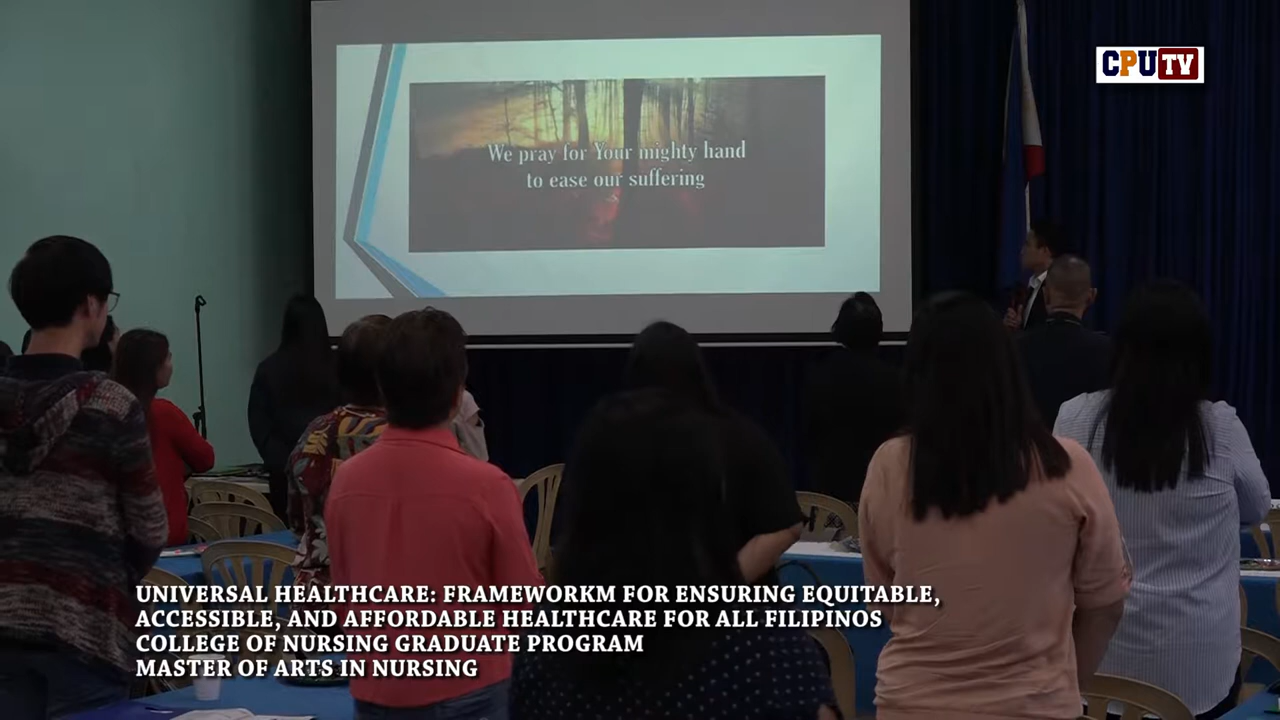 CPUTV
We pray for Your mighty hand
to ease our suffering
UNIVERSAL HEALTHCARE: FRAMEWORKM FOR ENSURING EQUITABLE,
ACCESSIBLE, AND AFFORDABLE HEALTHCARE FOR ALL FILIPINOS
COLLEGE OF NURSING GRADUATE PROGRAM
MASTER OF ARTS IN NURSING